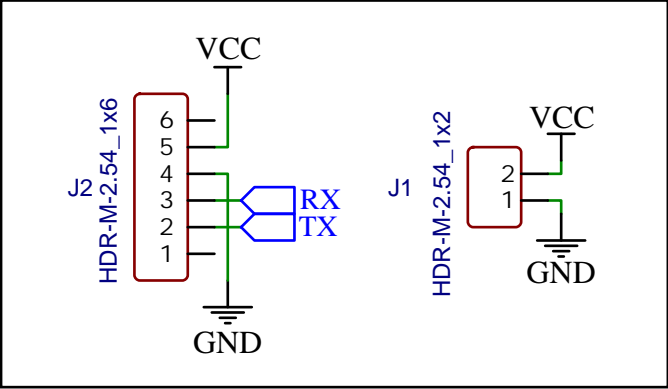 VCC
J2
HDR-M-2.54_1x6
6
5
4
3
2
1
RX
TX
GND
VCC
J1
HDR-M-2.54_1x2
2
1
GND